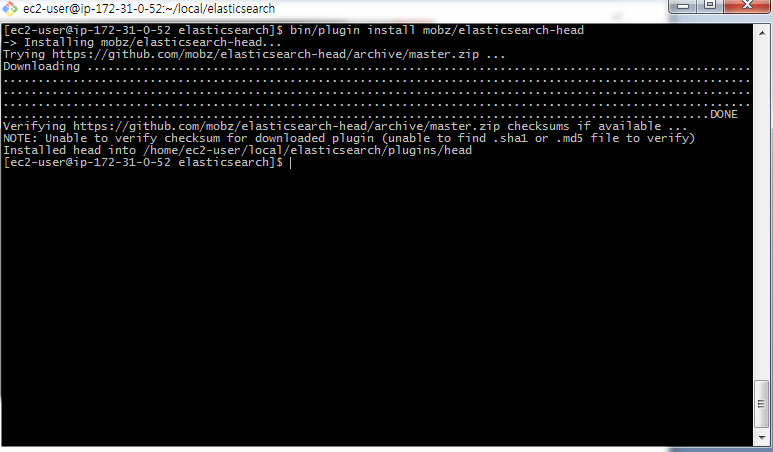 ec2-user@ip-172-31-0-52:~/local/elasticsearch
[ec2-user@ip-172-31-0-52 elasticsearch]$ bin/plugin install mobz/elasticsearch-head
-> Installing mobz/elasticsearch-head...
Trying https://github.com/mobz/elasticsearch-head/archive/master.zip ...
Downloading .......................................................................................................
...................................................................................................................
...................................................................................................................
...................................................................................................................
.............................................................................................................DONE
Verifying https://github.com/mobz/elasticsearch-head/archive/master.zip checksums if available ...
NOTE: Unable to verify checksum for downloaded plugin (unable to find .sha1 or .md5 file to verify)
Installed head into /home/ec2-user/local/elasticsearch/plugins/head
[ec2-user@ip-172-31-0-52 elasticsearch]$